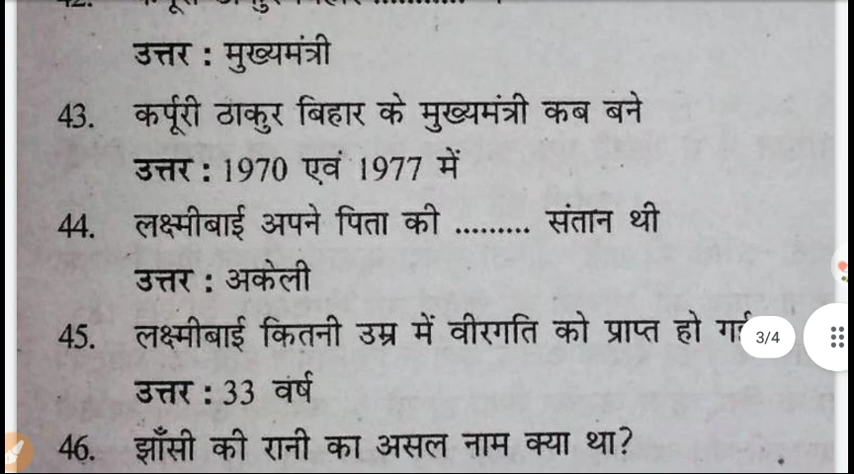 उत्तर : मुख्यमंत्री
43. कर्पूरी ठाकुर बिहार के मुख्यमंत्री कब बने
उत्तर : 1970 एवं 1977 में
44. लक्ष्मीबाई अपने पिता की ......... संतान थी
उत्तर : अकेली
45. लक्ष्मीबाई कितनी उम्र में वीरगति को प्राप्त हो गई
3/4
उत्तर : 33 वर्ष
46. झाँसी की रानी का असल नाम क्या था?